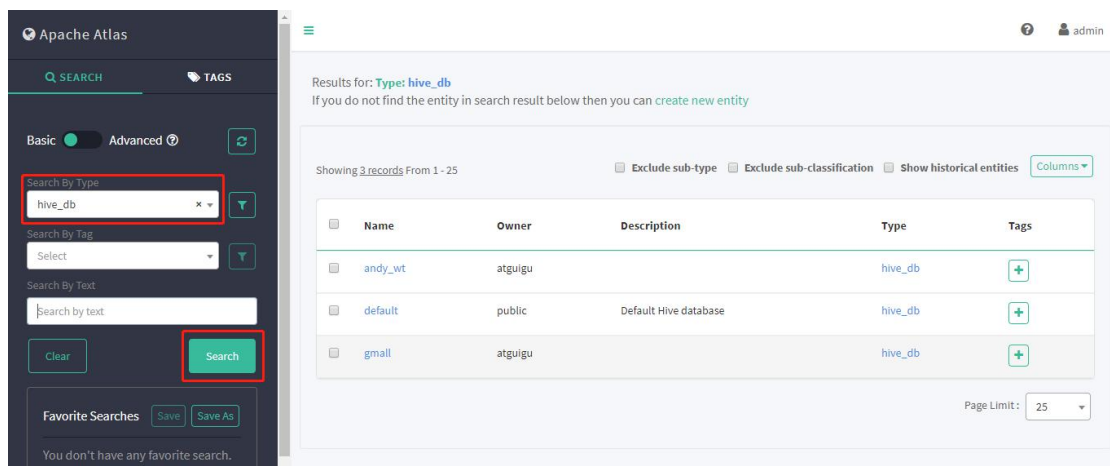 Apache Atlas
SEARCH
TAGS
Basic
Advanced
Search By Type
hive_db
Search By Tag
Select
Search By Text
Search by text
Clear
Search
Favorite Searches
Save
Save As
You don't have any favorite search.
admin
Results for: Type: hive_db
If you do not find the entity in search result below then you can create new entity
Showing 3 records From 1 - 25
Exclude sub-type
Exclude sub-classification
Show historical entities
Columns
Name Owner Description Type Tags
andy_wt atguigu hive_db +
default public Default Hive database hive_db +
gmall atguigu hive_db +
Page Limit : 25